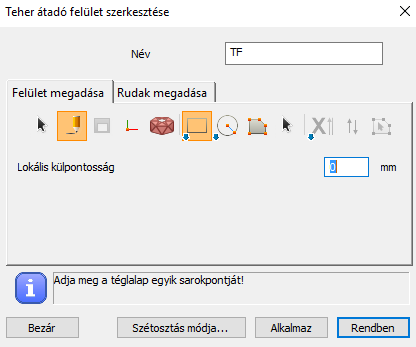 Teher átadó felület szerkesztése
Név
TF
Felület megadása
Rudak megadása
Lokális külpontosság
0
mm
Adja meg a téglalap egyik sarokpontját!
Bezár
Szétosztás módja...
Alkalmaz
Rendben